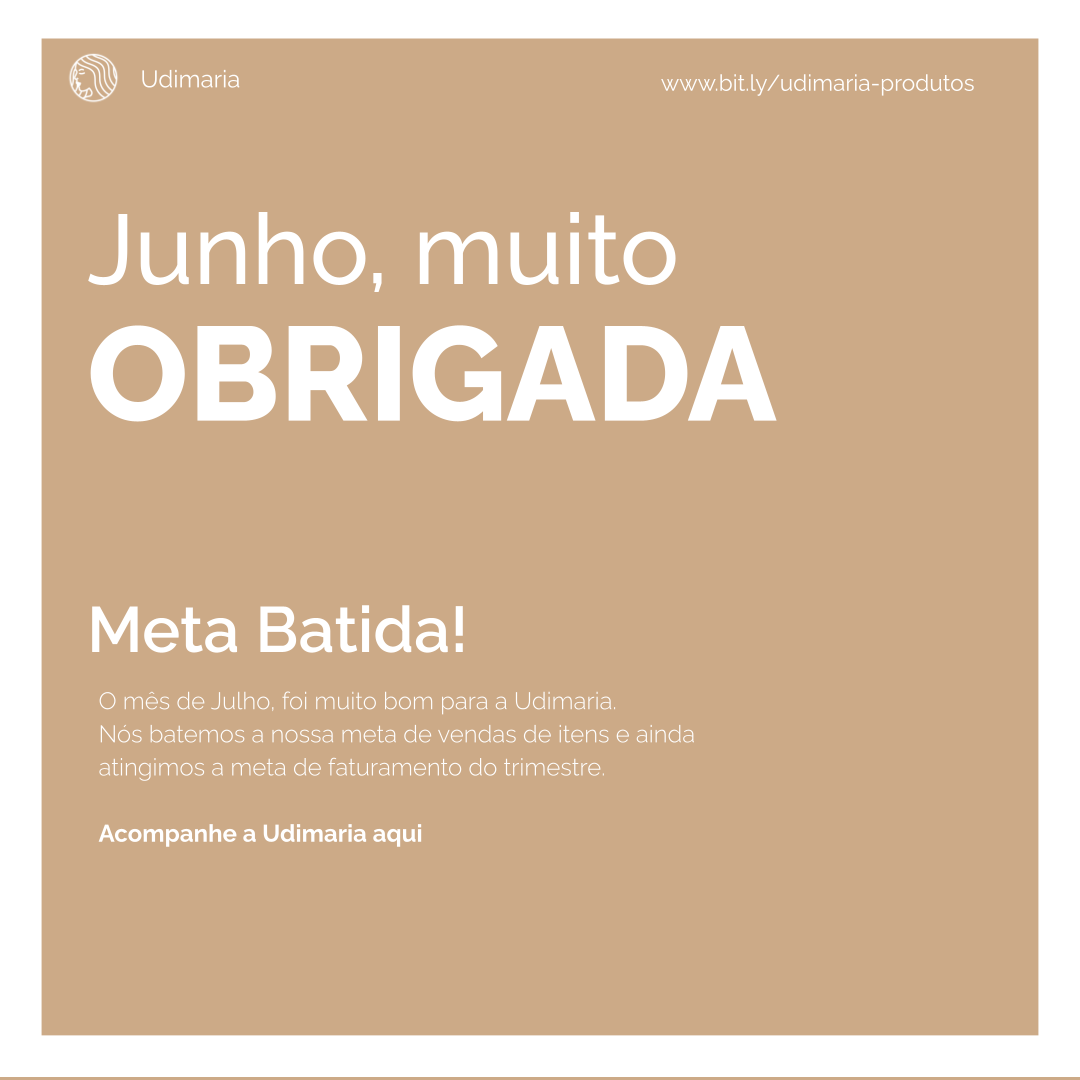 Udimaria
www.bit.ly/udimaria-produtos
Junho, muito
OBRIGADA
Meta Batida!
O mês de Julho, foi muito bom para a Udimaria.
Nós batemos a nossa meta de vendas de itens e ainda
atingimos a meta de faturamento do trimestre.
Acompanhe a Udimaria aqui